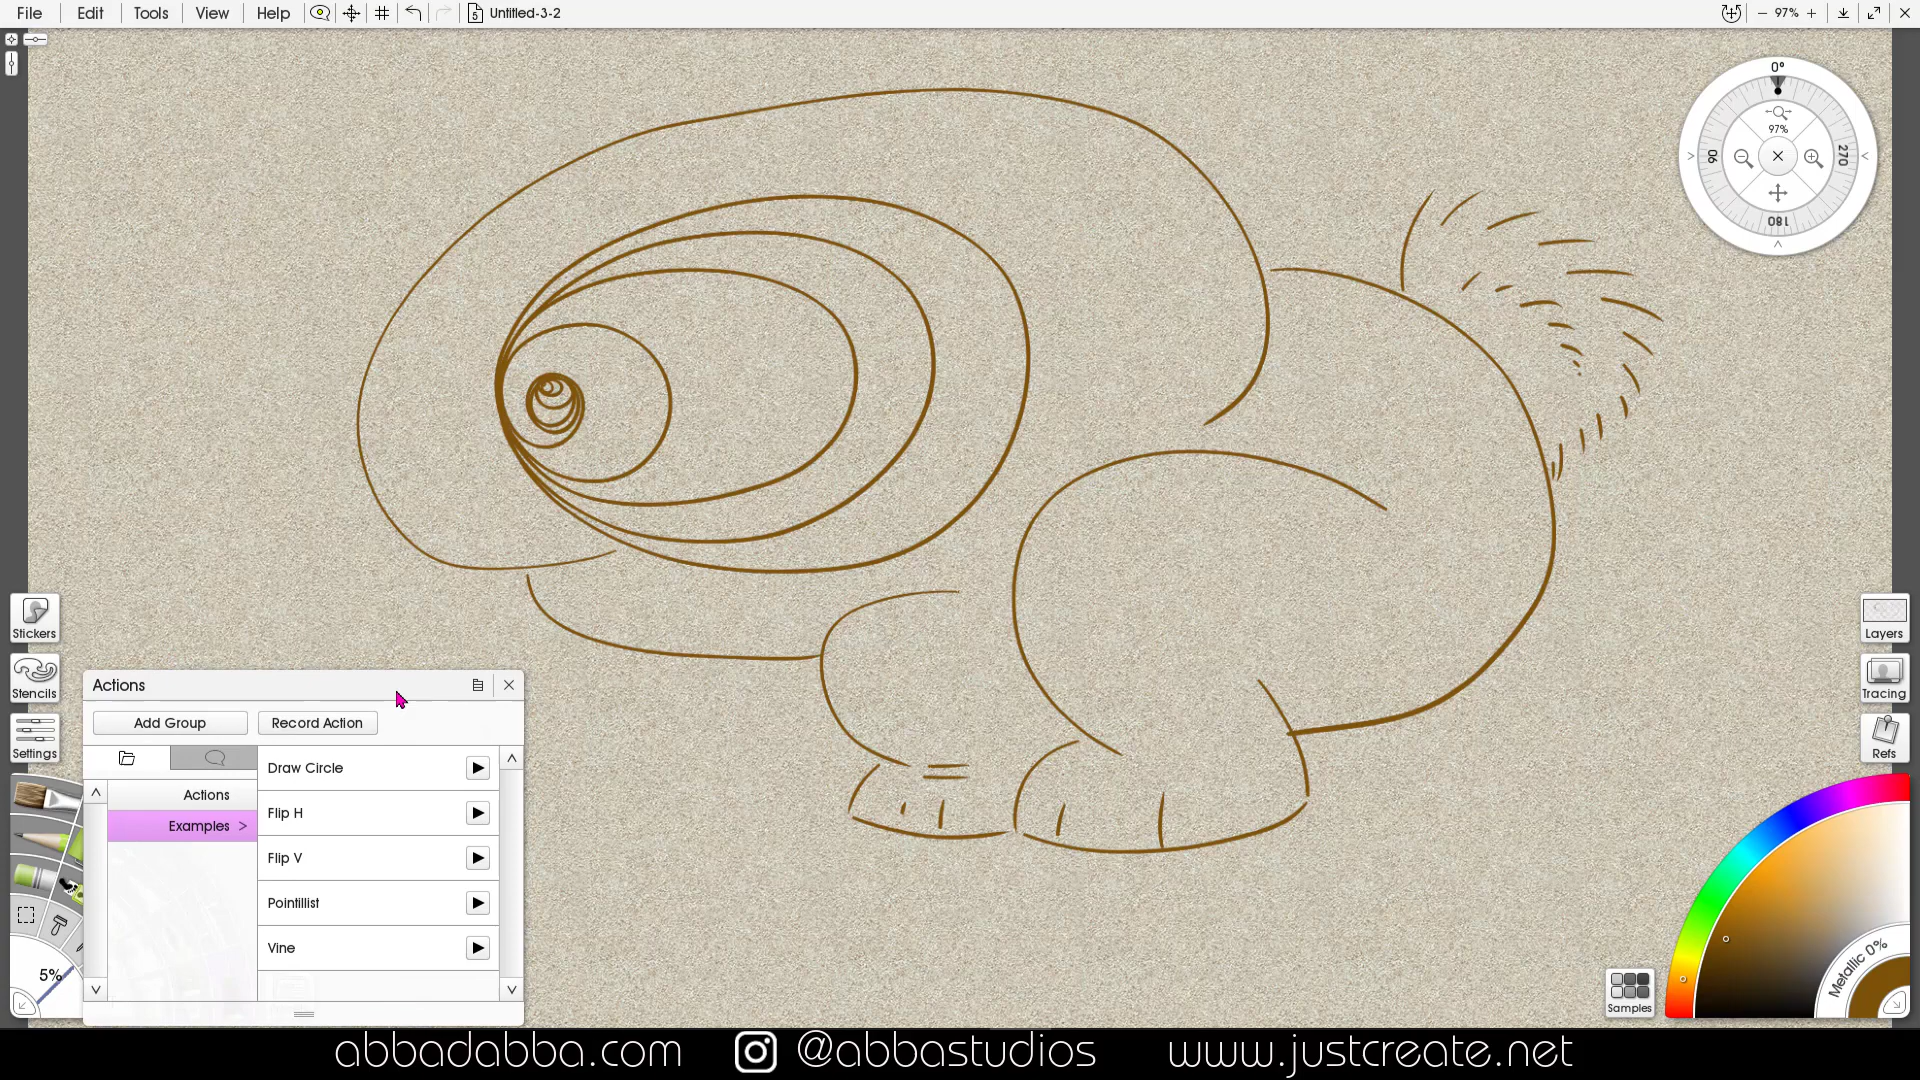 File Edit Tools View Help 5 Untitled-3-2 97%
0°
97%
90
270
180
Stickers
Stencils
Settings
Layers
Tracing
Refs
Actions
Add Group Record Action
Actions
Examples >
Draw Circle
Flip H
Flip V
Pointillist
Vine
5%
Metallic 0%
Samples
abbadabba.com @abbastudios www.justcreate.net